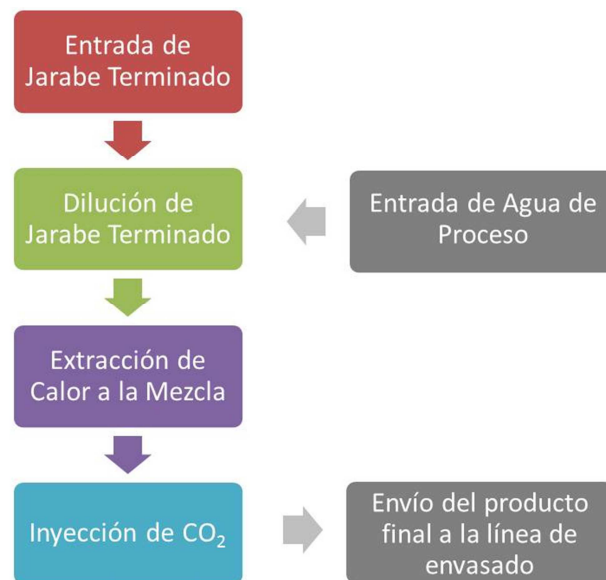 Entrada de
Jarabe Terminado
Dilución de
Jarabe Terminado
Entrada de Agua de
Proceso
Extracción de
Calor a la Mezcla
Inyección de CO₂
Envío del producto
final a la línea de
envasado